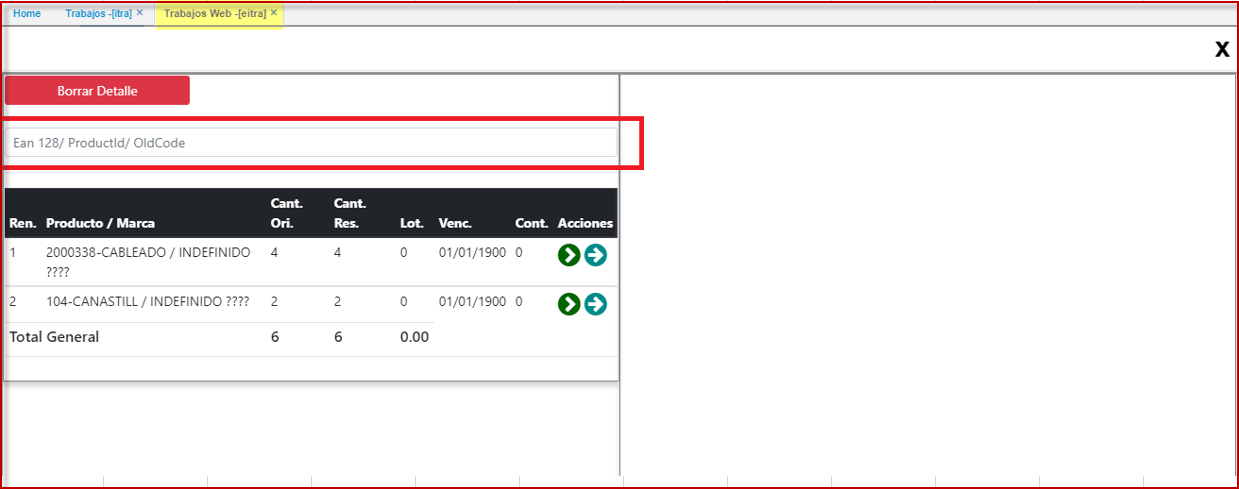 Home Trabajos -[itra] × Trabajos Web -[eitra] ×
X
Borrar Detalle
Ean 128/ ProductId/ OldCode
Ren. Producto / Marca Cant. Ori. Cant. Res. Lot. Venc. Cont. Acciones
1 2000338-CABLEADO / INDEFINIDO 4 4 0 01/01/1900 0
????
2 104-CANASTILL / INDEFINIDO ???? 2 2 0 01/01/1900 0
Total General 6 6 0.00